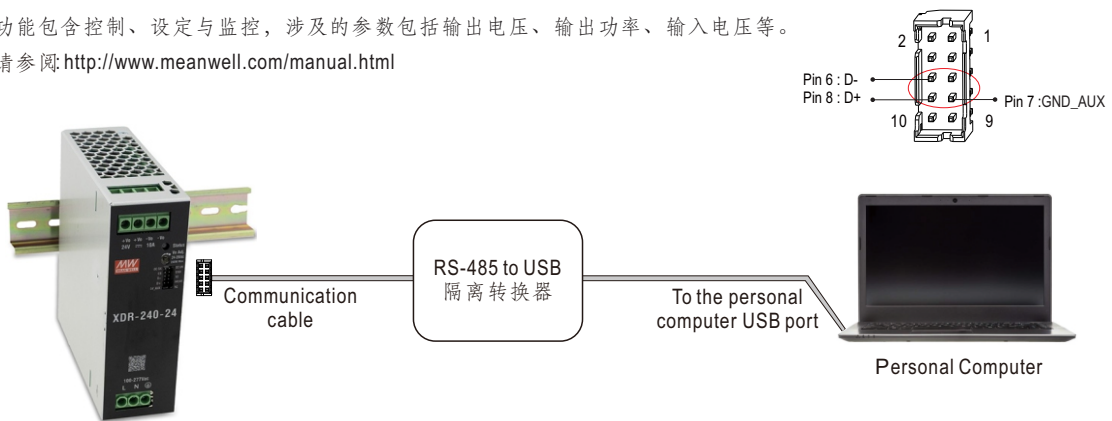 功能包含控制、设定与监控，涉及的参数包括输出电压、输出功率、输入电压等。
请参阅: http://www.meanwell.com/manual.html
2 1
Pin 6 : D-
Pin 8 : D+
Pin 7 :GND_AUX
10 9
MW
XDR-240-24
L N
Communication
cable
RS-485 to USB
隔离转换器
To the personal
computer USB port
Personal Computer